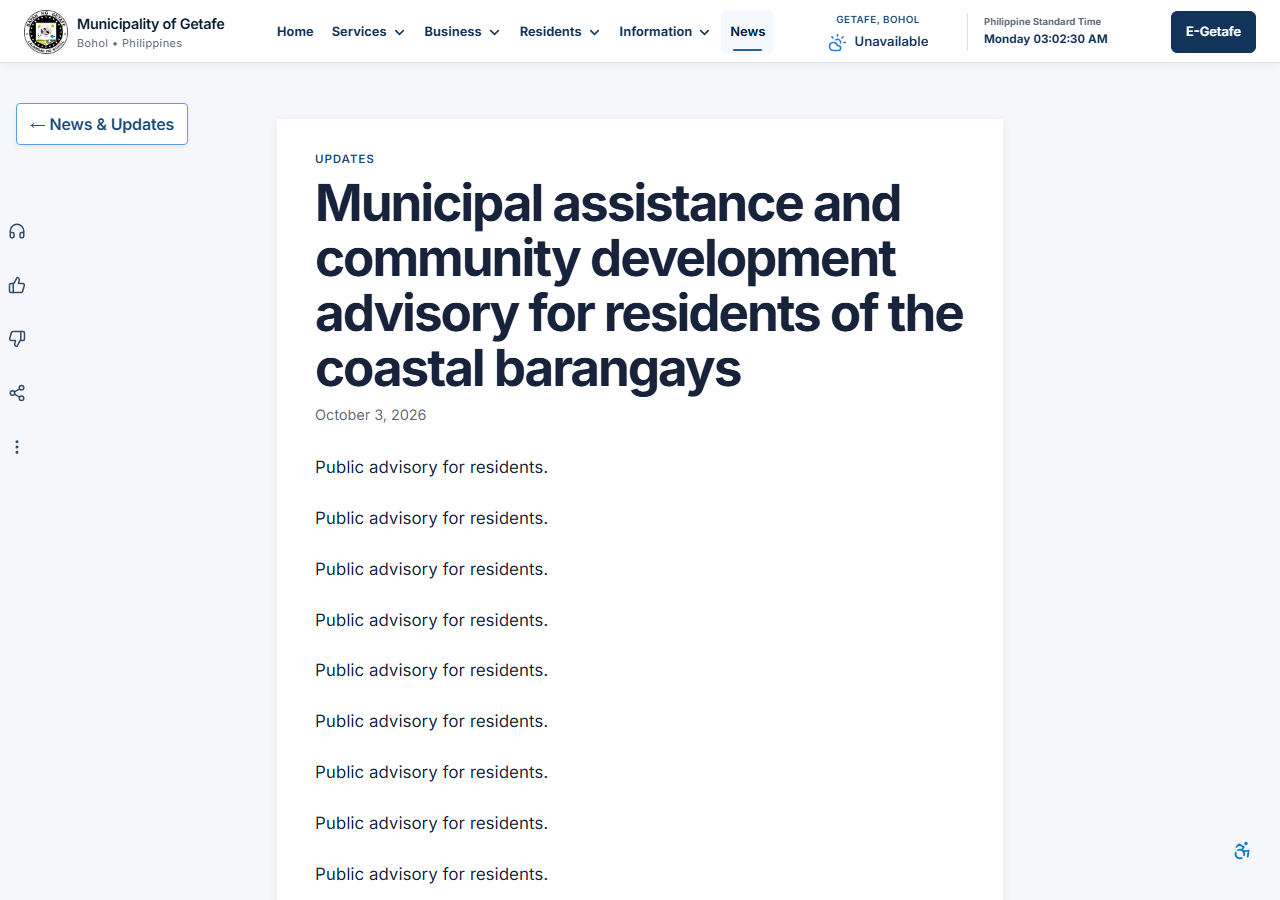 Municipality of Getafe
Bohol • Philippines
Home
Services
Business
Residents
Information
News
GETAFE, BOHOL
Unavailable
Philippine Standard Time
Monday 03:02:30 AM
E-Getafe
← News & Updates
UPDATES
Municipal assistance and
community development
advisory for residents of the
coastal barangays
October 3, 2026
Public advisory for residents.
Public advisory for residents.
Public advisory for residents.
Public advisory for residents.
Public advisory for residents.
Public advisory for residents.
Public advisory for residents.
Public advisory for residents.
Public advisory for residents.